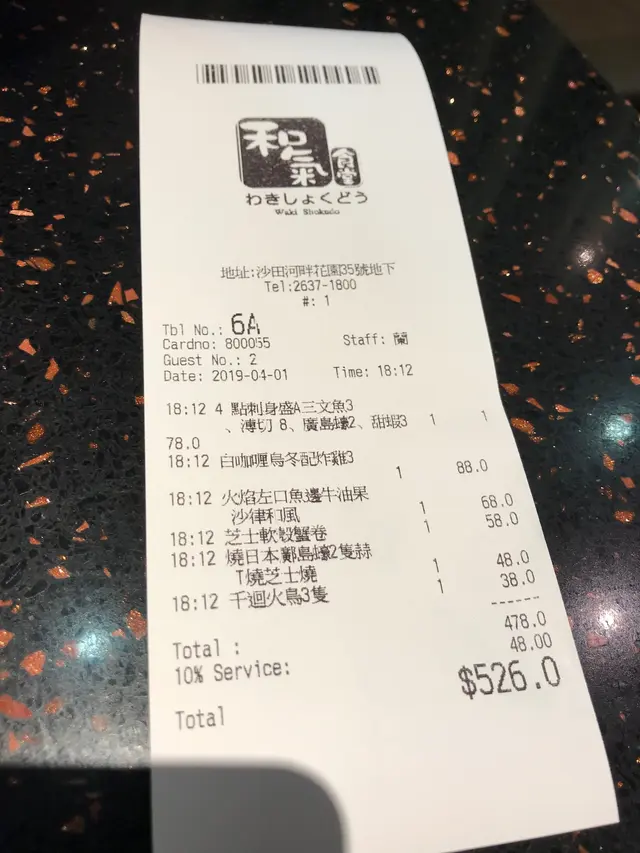 和氣食堂
わきしょくどう
Waki Shokudo
地址:沙田河畔花園35號地下
Tel:2637-1800
#: 1
Tbl No.: 6A
Cardno: 800055 Staff: 蘭
Guest No.: 2
Date: 2019-04-01 Time: 18:12
18:12 4 點刺身盛A三文魚3
、溥切 8、廣島蠔2、甜蝦3 1 1
78.0
18:12 白咖喱烏冬配炸雞3
1 88.0
18:12 火焰左口魚邊牛油果
沙律和風 1 68.0
18:12 芝士軟殼蟹卷 1 58.0
18:12 燒日本鄺島蠔2隻蒜
T燒芝士燒 1 48.0
18:12 千迴火鳥3隻 1 38.0
------
Total : 478.0
10% Service: 48.00
Total $526.0